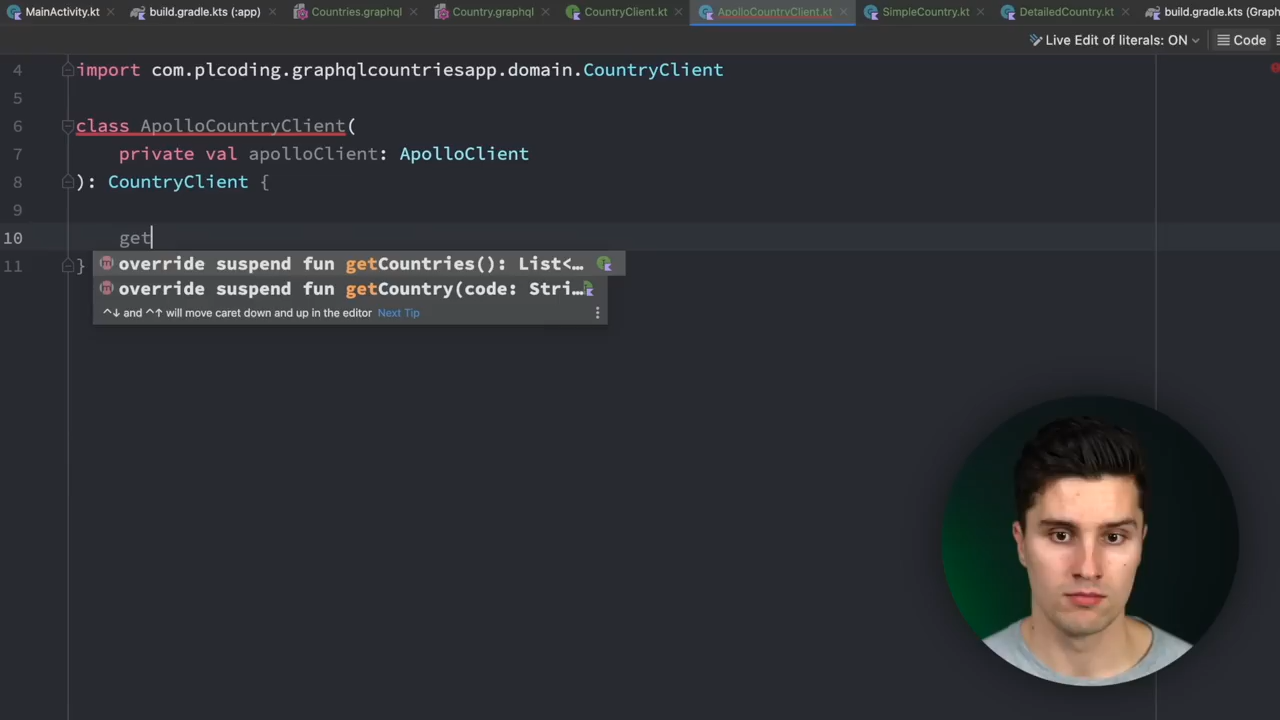 MainActivity.kt
build.gradle.kts (:app)
Countries.graphql
Country.graphql
CountryClient.kt
ApolloCountryClient.kt
SimpleCountry.kt
DetailedCountry.kt
build.gradle.kts (Graph
Live Edit of literals: ON
Code
4 import com.plcoding.graphqlcountriesapp.domain.CountryClient
5
6 class ApolloCountryClient(
7 private val apolloClient: ApolloClient
8 ): CountryClient {
9
10 get
override suspend fun getCountries(): List<…
11 }
override suspend fun getCountry(code: Stri…
^↓ and ^↑ will move caret down and up in the editor Next Tip